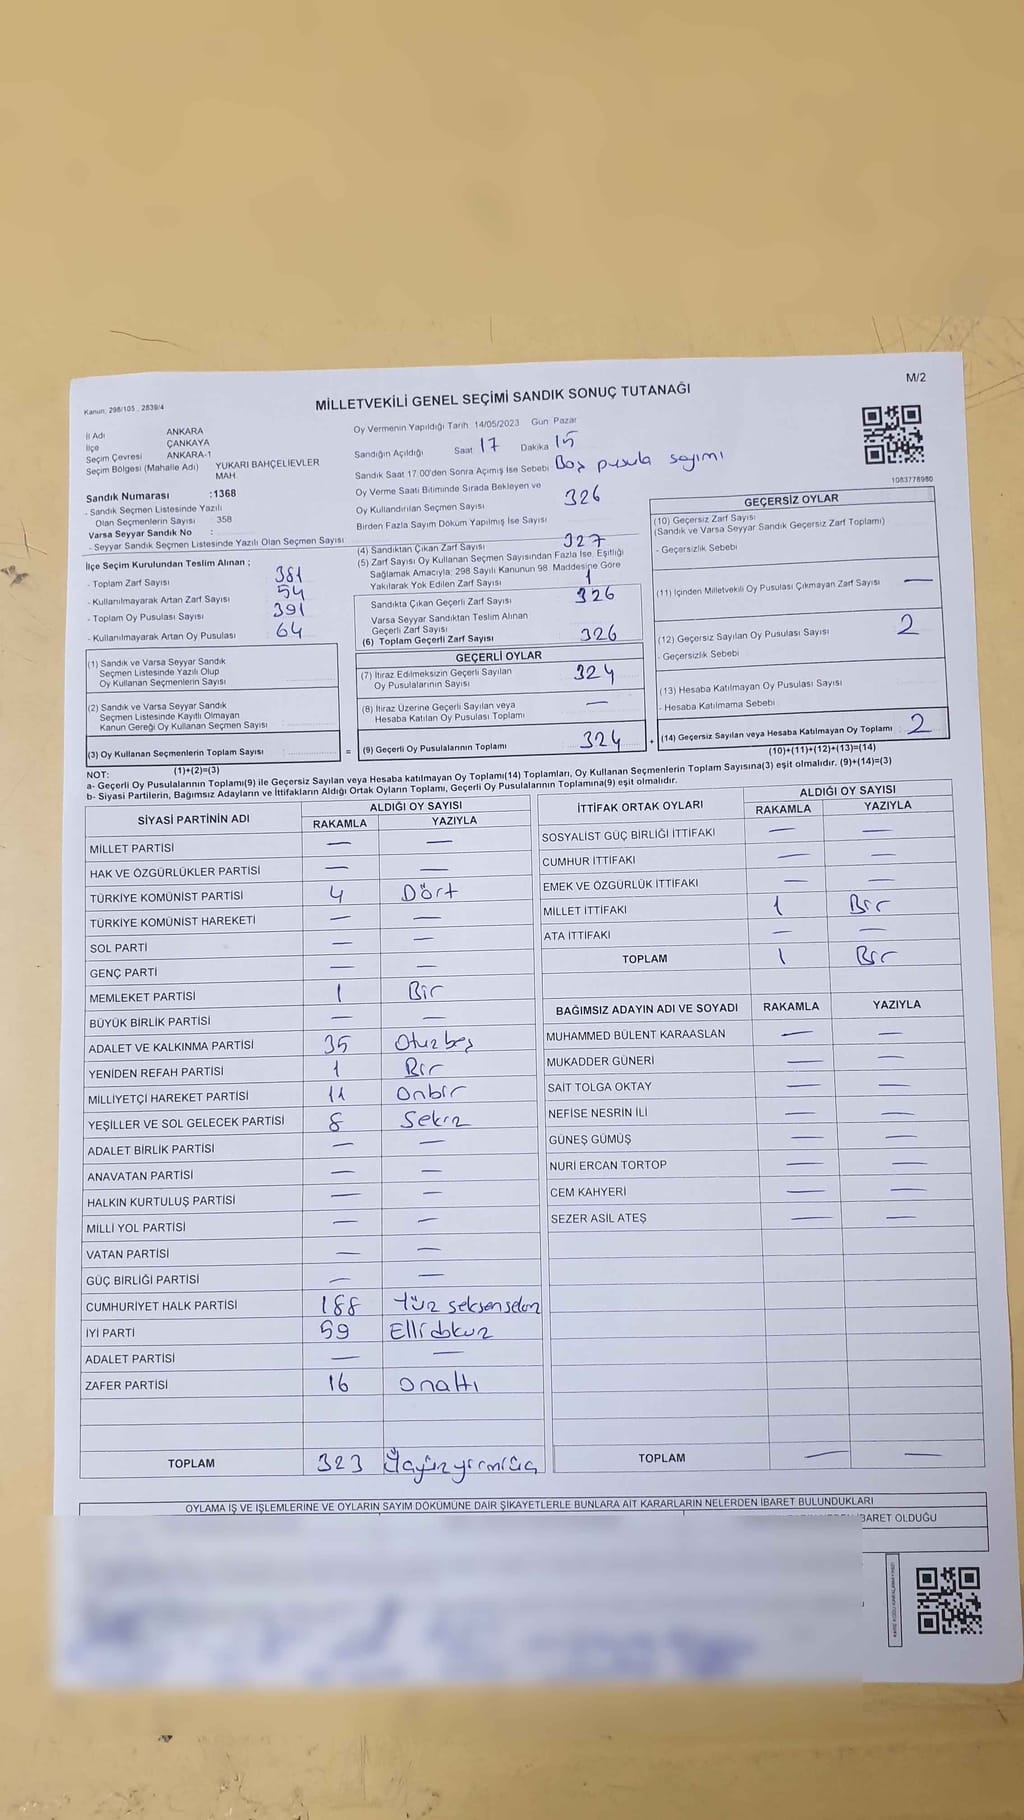 M/2
Kanun, 298/105 , 2839/4
MİLLETVEKİLİ GENEL SEÇİMİ SANDIK SONUÇ TUTANAĞI
İl Adı ANKARA
İlçe ÇANKAYA
Seçim Çevresi ANKARA-1
Seçim Bölgesi (Mahalle Adı) YUKARI BAHÇELİEVLER
MAH
Sandık Numarası :1368
- Sandık Seçmen Listesinde Yazılı
Olan Seçmenlerin Sayısı 358
Varsa Seyyar Sandık No :
- Seyyar Sandık Seçmen Listesinde Yazılı Olan Seçmen Sayısı
Oy Vermenin Yapıldığı Tarih 14/05/2023 Gün Pazar
Sandığın Açıldığı Saat 17 Dakika 15
Sandık Saat 17:00'den Sonra Açımış İse Sebebi Boş pusula sayımı
Oy Verme Saati Bitiminde Sırada Bekleyen ve
Oy Kullandırılan Seçmen Sayısı 326
Birden Fazla Sayım Döküm Yapılmış İse Sayısı
1083778980
İlçe Seçim Kurulundan Teslim Alınan ;
- Toplam Zarf Sayısı 381
- Kullanılmayarak Artan Zarf Sayısı 54
- Toplam Oy Pusulası Sayısı 391
- Kullanılmayarak Artan Oy Pusulası 64
(4) Sandıktan Çıkan Zarf Sayısı 327
(5) Zarf Sayısı Oy Kullanan Seçmen Sayısından Fazla İse, Eşitliği
Sağlamak Amacıyla, 298 Sayılı Kanunun 98. Maddesine Göre
Yakılarak Yok Edilen Zarf Sayısı 1
Sandıkta Çıkan Geçerli Zarf Sayısı 326
Varsa Seyyar Sandıktan Teslim Alınan
Geçerli Zarf Sayısı
(6) Toplam Geçerli Zarf Sayısı 326
GEÇERSİZ OYLAR
(10) Geçersiz Zarf Sayısı
(Sandık ve Varsa Seyyar Sandık Geçersiz Zarf Toplamı)
- Geçersizlik Sebebi
(11) İçinden Milletvekili Oy Pusulası Çıkmayan Zarf Sayısı —
(12) Geçersiz Sayılan Oy Pusulası Sayısı 2
- Geçersizlik Sebebi
(13) Hesaba Katılmayan Oy Pusulası Sayısı
- Hesaba Katılmama Sebebi
(14) Geçersiz Sayılan veya Hesaba Katılmayan Oy Toplamı 2
(10)+(11)+(12)+(13)=(14)
(1) Sandık ve Varsa Seyyar Sandık
Seçmen Listesinde Yazılı Olup
Oy Kullanan Seçmenlerin Sayısı
(2) Sandık ve Varsa Seyyar Sandık
Seçmen Listesinde Kayıtlı Olmayan
Kanun Gereği Oy Kullanan Seçmen Sayısı
(3) Oy Kullanan Seçmenlerin Toplam Sayısı =
(1)+(2)=(3)
GEÇERLİ OYLAR
(7) İtiraz Edilmeksizin Geçerli Sayılan
Oy Pusulalarının Sayısı 324
(8) İtiraz Üzerine Geçerli Sayılan veya
Hesaba Katılan Oy Pusulası Toplamı —
(9) Geçerli Oy Pusulalarının Toplamı 324 +
NOT:
a- Geçerli Oy Pusulalarının Toplamı(9) ile Geçersiz Sayılan veya Hesaba katılmayan Oy Toplamı(14) Toplamları, Oy Kullanan Seçmenlerin Toplam Sayısına(3) eşit olmalıdır. (9)+(14)=(3)
b- Siyasi Partilerin, Bağımsız Adayların ve İttifakların Aldığı Ortak Oyların Toplamı, Geçerli Oy Pusulalarının Toplamına(9) eşit olmalıdır.
SİYASİ PARTİNİN ADI ALDIĞI OY SAYISI
RAKAMLA YAZIYLA
MİLLET PARTİSİ — —
HAK VE ÖZGÜRLÜKLER PARTİSİ — —
TÜRKİYE KOMÜNİST PARTİSİ 4 Dört
TÜRKİYE KOMÜNİST HAREKETİ — —
SOL PARTİ — —
GENÇ PARTİ — —
MEMLEKET PARTİSİ 1 Bir
BÜYÜK BİRLİK PARTİSİ — —
ADALET VE KALKINMA PARTİSİ 35 Otuzbeş
YENİDEN REFAH PARTİSİ 1 Bir
MİLLİYETÇİ HAREKET PARTİSİ 11 Onbir
YEŞİLLER VE SOL GELECEK PARTİSİ 8 Sekiz
ADALET BİRLİK PARTİSİ — —
ANAVATAN PARTİSİ — —
HALKIN KURTULUŞ PARTİSİ — —
MİLLİ YOL PARTİSİ — —
VATAN PARTİSİ — —
GÜÇ BİRLİĞİ PARTİSİ — —
CUMHURİYET HALK PARTİSİ 188 Yüz seksen sekiz
İYİ PARTİ 59 Ellidokuz
ADALET PARTİSİ — —
ZAFER PARTİSİ 16 Onaltı
TOPLAM 323 Üçyüzyirmiüç
İTTİFAK ORTAK OYLARI ALDIĞI OY SAYISI
RAKAMLA YAZIYLA
SOSYALİST GÜÇ BİRLİĞİ İTTİFAKI — —
CUMHUR İTTİFAKI — —
EMEK VE ÖZGÜRLÜK İTTİFAKI — —
MİLLET İTTİFAKI 1 Bir
ATA İTTİFAKI — —
TOPLAM 1 Bir
BAĞIMSIZ ADAYIN ADI VE SOYADI RAKAMLA YAZIYLA
MUHAMMED BÜLENT KARAASLAN — —
MUKADDER GÜNERİ — —
SAİT TOLGA OKTAY — —
NEFİSE NESRİN İLİ — —
GÜNEŞ GÜMÜŞ — —
NURİ ERCAN TORTOP — —
CEM KAHYERİ — —
SEZER ASİL ATEŞ — —
TOPLAM — —
OYLAMA İŞ VE İŞLEMLERİNE VE OYLARIN SAYIM DÖKÜMÜNE DAİR ŞİKAYETLERLE BUNLARA AİT KARARLARIN NELERDEN İBARET BULUNDUKLARI
BARET OLDUĞU